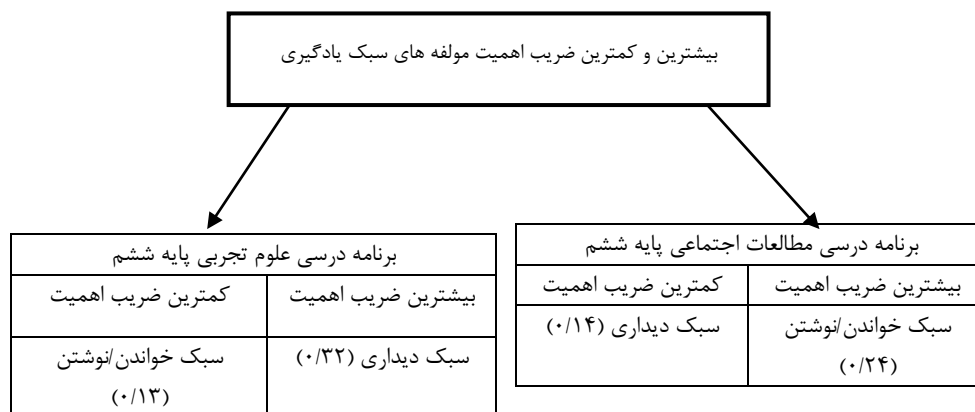 بیشترین و کمترین ضریب اهمیت مولفه های سبک یادگیری
برنامه درسی مطالعات اجتماعی پایه ششم
بیشترین ضریب اهمیت
کمترین ضریب اهمیت
سبک خواندن/نوشتن
(۰/۲۴)
سبک دیداری (۰/۱۴)
برنامه درسی علوم تجربی پایه ششم
بیشترین ضریب اهمیت
کمترین ضریب اهمیت
سبک دیداری (۰/۳۲)
سبک خواندن/نوشتن
(۰/۱۳)